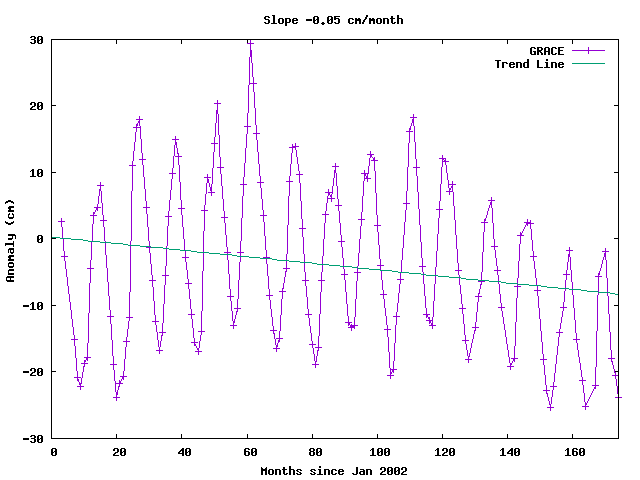 Slope -0.05 cm/month
GRACE
Trend Line
30
20
10
0
-10
-20
-30
Anomaly (cm)
0 20 40 60 80 100 120 140 160
Months since Jan 2002